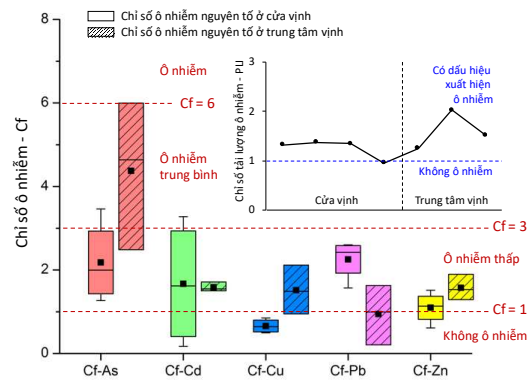 Chỉ số ô nhiễm nguyên tố ở cửa vịnh
Chỉ số ô nhiễm nguyên tố ở trung tâm vịnh
Chỉ số ô nhiễm - Cf
8
6
4
2
0
Ô nhiễm
Cf = 6
Ô nhiễm
trung bình
Cf = 3
Ô nhiễm thấp
Cf = 1
Không ô nhiễm
Cf-As
Cf-Cd
Cf-Cu
Cf-Pb
Cf-Zn
Chỉ số tải lượng ô nhiễm - PLI
3
2
1
0
Có dấu hiệu
xuất hiện
ô nhiễm
Không ô nhiễm
Cửa vịnh
Trung tâm vịnh